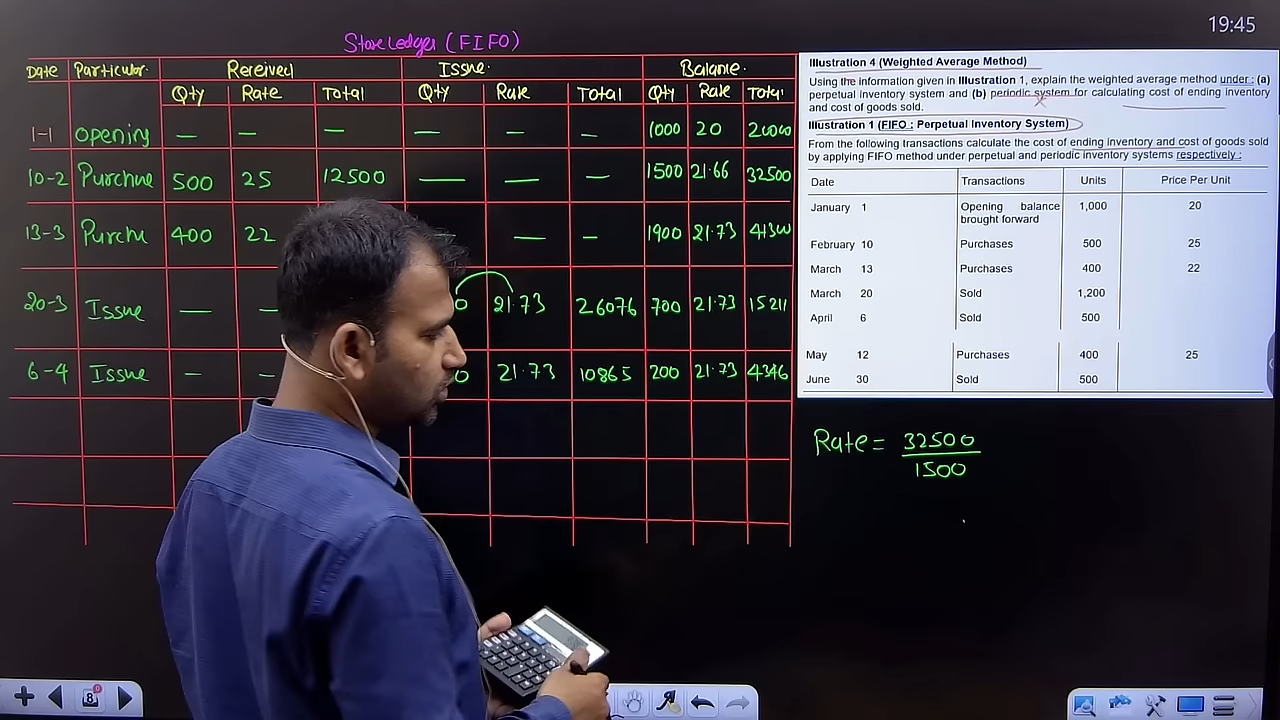 19:45
Store Ledger (FIFO)
Date Particular. Received Issue. Balance.
Qty Rate Total Qty Rate Total Qty Rate Total
1-1 opening — — — — — — 1000 20 20000
10-2 Purchase 500 25 12500 — — — 1500 21.66 32500
13-3 Purchase 400 22 — — — 1900 21.73 41300
20-3 Issue — — 0 21.73 26076 700 21.73 15211
6-4 Issue — — 0 21.73 10865 200 21.73 4346
Illustration 4 (Weighted Average Method)
Using the information given in Illustration 1, explain the weighted average method under : (a)
perpetual inventory system and (b) periodic system for calculating cost of ending inventory
and cost of goods sold.
Illustration 1 (FIFO : Perpetual Inventory System)
From the following transactions calculate the cost of ending inventory and cost of goods sold
by applying FIFO method under perpetual and periodic inventory systems respectively :
Date Transactions Units Price Per Unit
January 1 Opening balance 1,000 20
brought forward
February 10 Purchases 500 25
March 13 Purchases 400 22
March 20 Sold 1,200
April 6 Sold 500
May 12 Purchases 400 25
June 30 Sold 500
Rate = 32500
1500
8